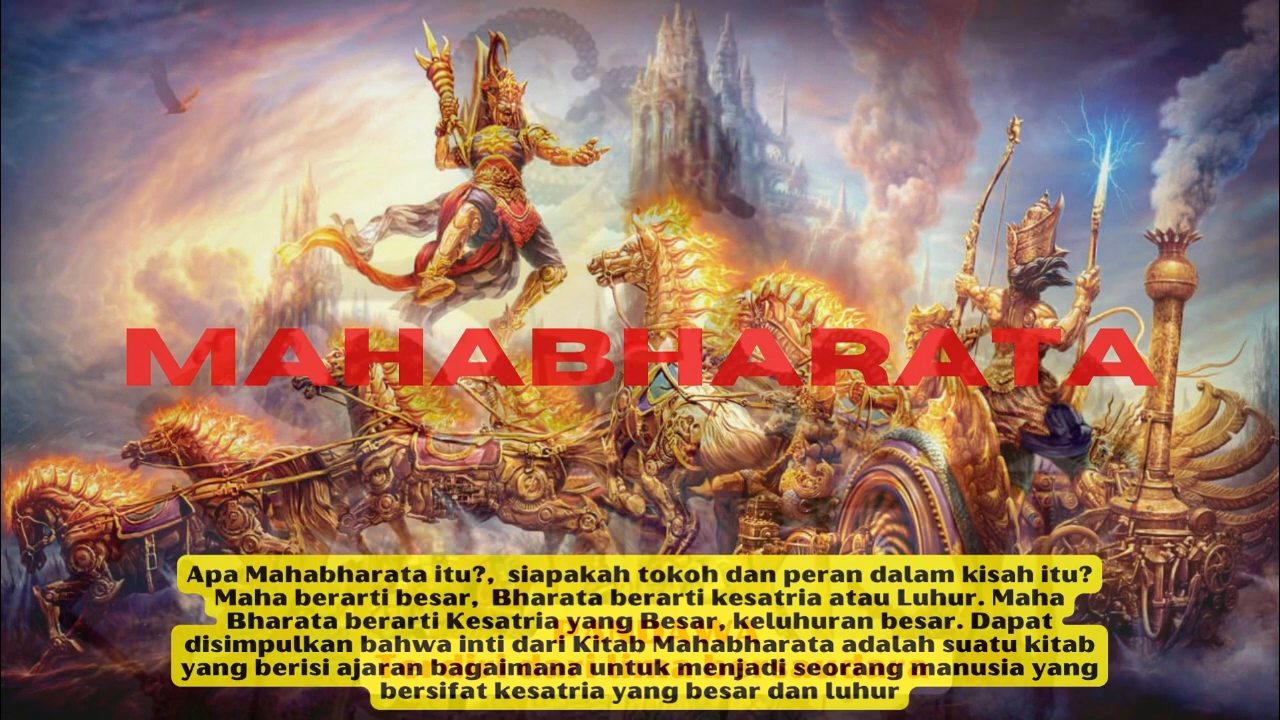 MAHABHARATA
Apa Mahabharata itu?, siapakah tokoh dan peran dalam kisah itu?
Maha berarti besar, Bharata berarti kesatria atau Luhur. Maha
Bharata berarti Kesatria yang Besar, keluhuran besar. Dapat
disimpulkan bahwa inti dari Kitab Mahabharata adalah suatu kitab
yang berisi ajaran bagaimana untuk menjadi seorang manusia yang
bersifat kesatria yang besar dan luhur